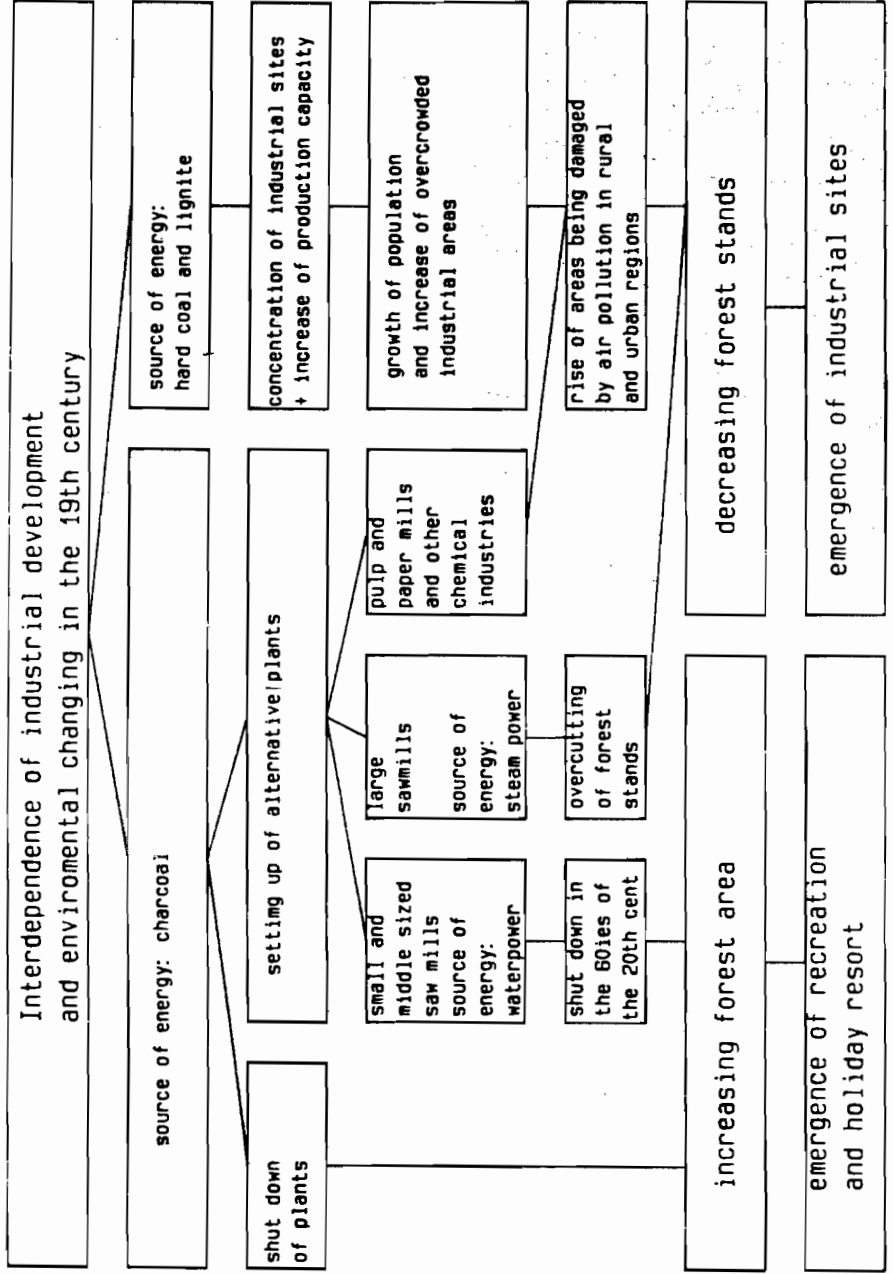 Interdependence of industrial development
and enviromental changing in the 19th century
source of energy: charcoal
source of energy:
hard coal and lignite
shut down
of plants
settimg up of alternative plants
concentration of industrial sites
+ increase of production capacity
small and
middle sized
saw mills
source of
energy:
waterpower
large
sawmills
source of
energy:
steam power
pulp and
paper mills
and other
chemical
industries
growth of population
and increase of overcrowded
industrial areas
shut down in
the 60ies of
the 20th cent
overcutting
of forest
stands
rise of areas being damaged
by air pollution in rural
and urban regions
increasing forest area
decreasing forest stands
emergence of recreation
and holiday resort
emergence of industrial sites